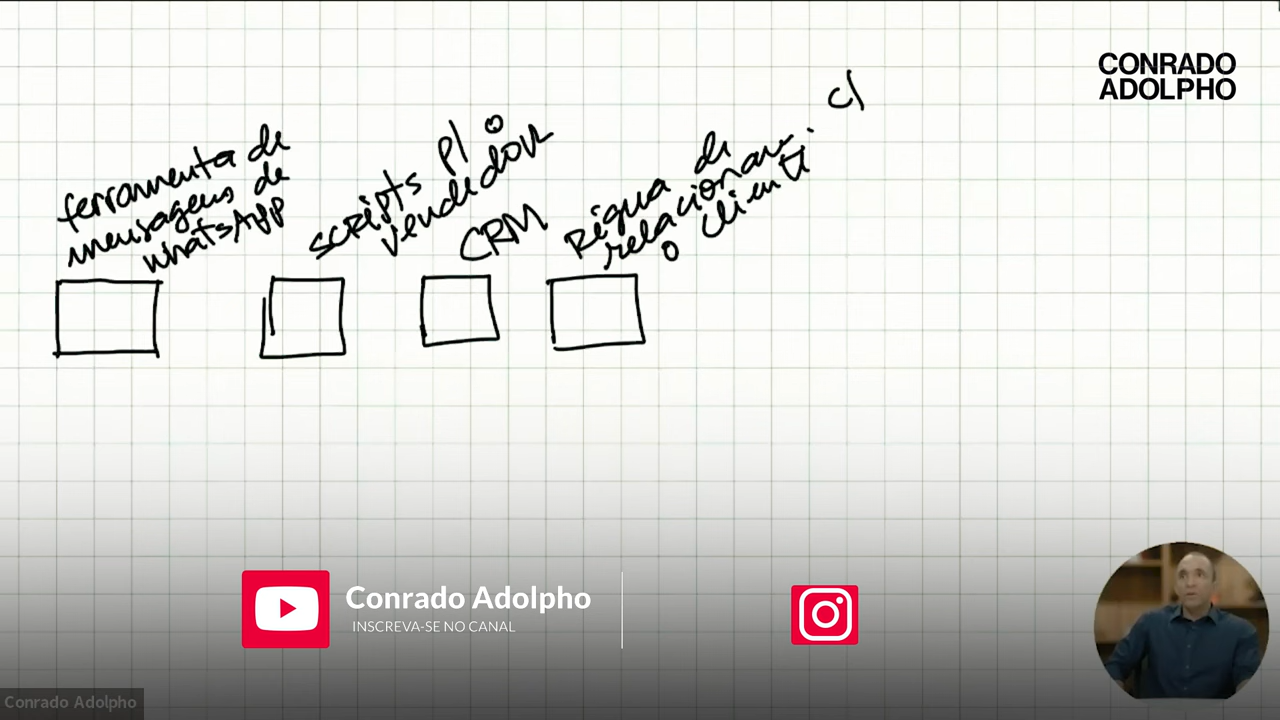 CONRADO
ADOLPHO
ferramenta de
mensagens de
whatsApp
scripts p/ o
vendedor
CRM
Régua de
relacionam. c/
o cliente
Conrado Adolpho
INSCREVA-SE NO CANAL
Conrado Adolpho